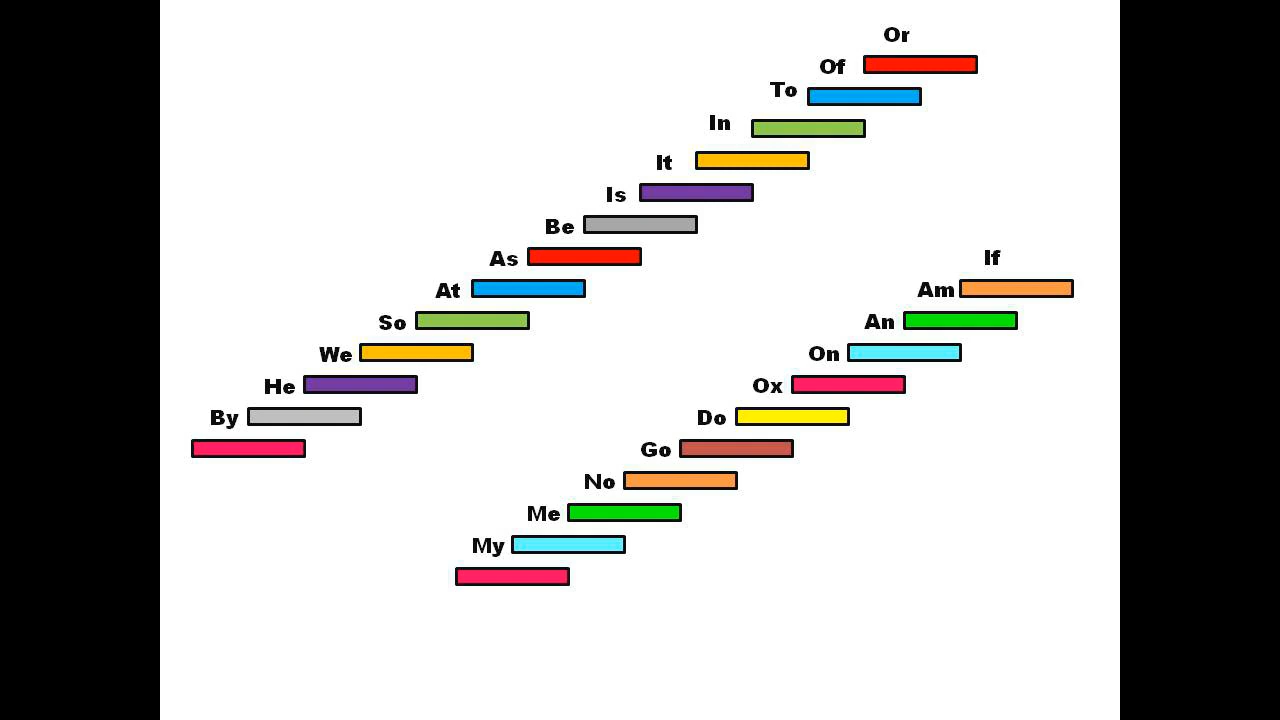 Or
Of
To
In
It
Is
Be
As
At
So
We
He
By
If
Am
An
On
Ox
Do
Go
No
Me
My